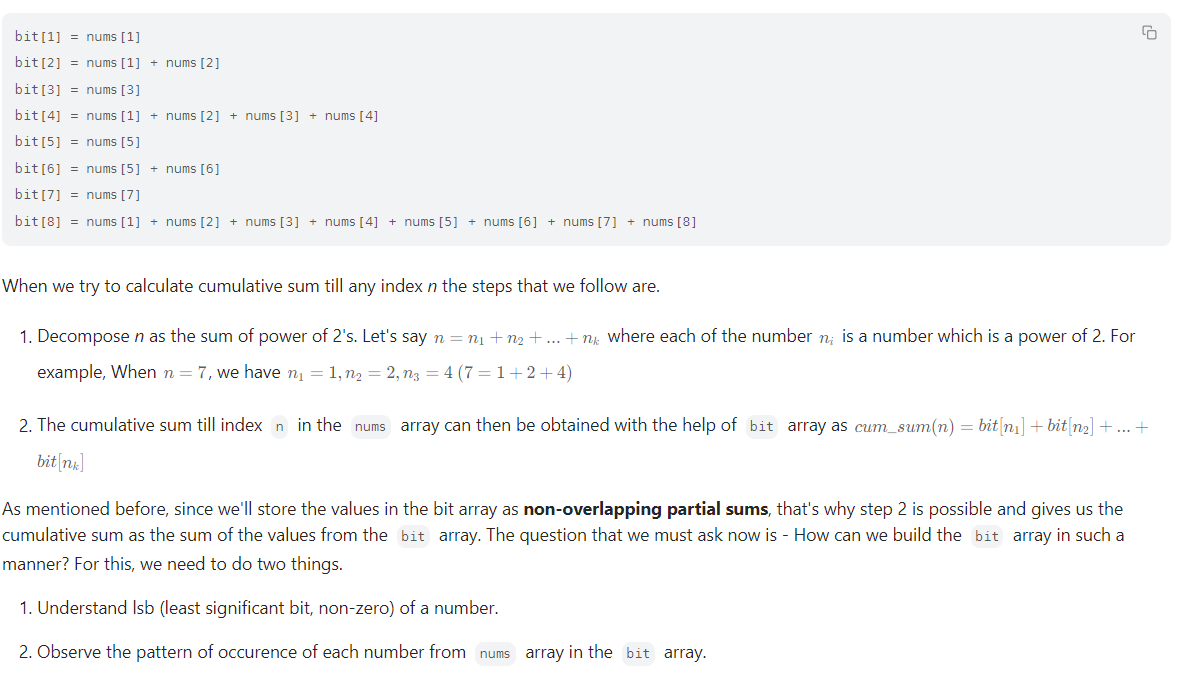 bit[1] = nums[1]
bit[2] = nums[1] + nums[2]
bit[3] = nums[3]
bit[4] = nums[1] + nums[2] + nums[3] + nums[4]
bit[5] = nums[5]
bit[6] = nums[5] + nums[6]
bit[7] = nums[7]
bit[8] = nums[1] + nums[2] + nums[3] + nums[4] + nums[5] + nums[6] + nums[7] + nums[8]
When we try to calculate cumulative sum till any index n the steps that we follow are.
1. Decompose n as the sum of power of 2's. Let's say n = n₁ + n₂ + ... + nₖ where each of the number nᵢ is a number which is a power of 2. For
example, When n = 7, we have n₁ = 1, n₂ = 2, n₃ = 4 (7 = 1 + 2 + 4)
2. The cumulative sum till index n in the nums array can then be obtained with the help of bit array as cum_sum(n) = bit[n₁] + bit[n₂] + ... +
bit[nₖ]
As mentioned before, since we'll store the values in the bit array as non-overlapping partial sums, that's why step 2 is possible and gives us the
cumulative sum as the sum of the values from the bit array. The question that we must ask now is - How can we build the bit array in such a
manner? For this, we need to do two things.
1. Understand lsb (least significant bit, non-zero) of a number.
2. Observe the pattern of occurence of each number from nums array in the bit array.